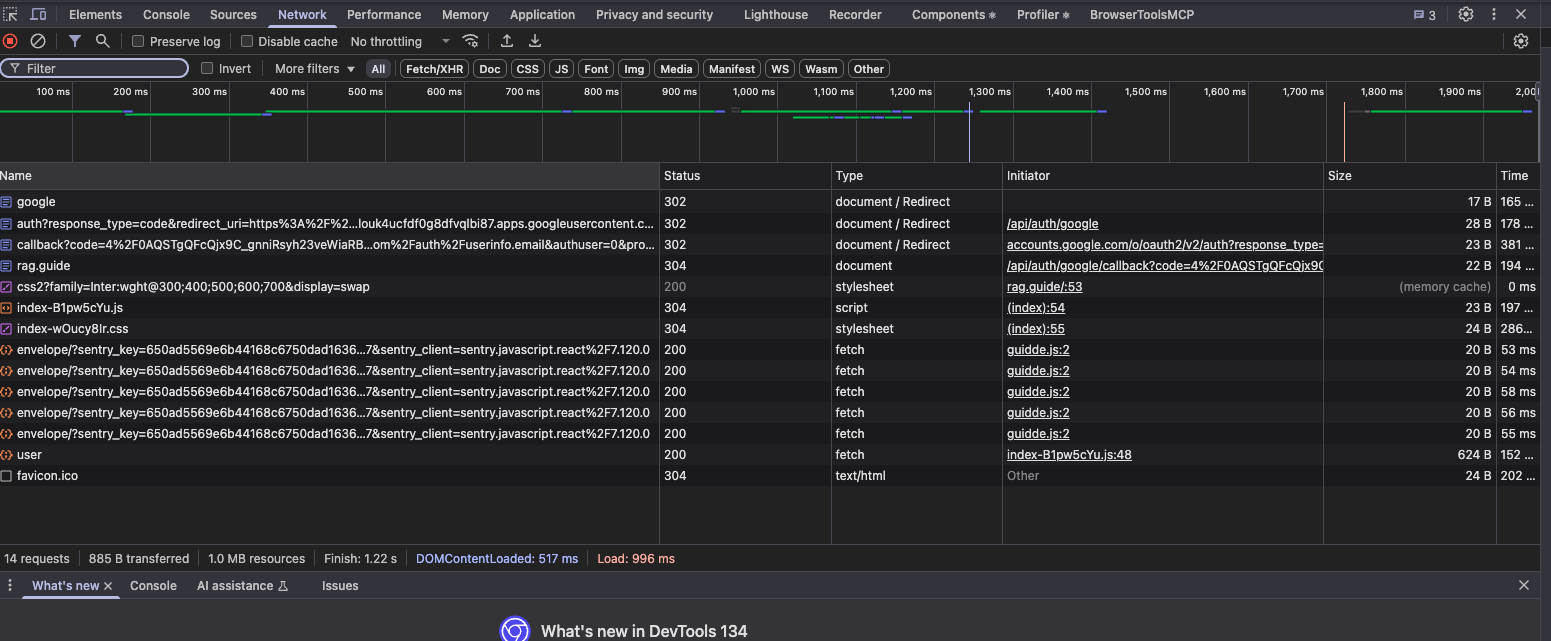 Elements Console Sources Network Performance Memory Application Privacy and security Lighthouse Recorder Components Profiler BrowserToolsMCP 3
Preserve log Disable cache No throttling
Filter Invert More filters All Fetch/XHR Doc CSS JS Font Img Media Manifest WS Wasm Other
100 ms 200 ms 300 ms 400 ms 500 ms 600 ms 700 ms 800 ms 900 ms 1,000 ms 1,100 ms 1,200 ms 1,300 ms 1,400 ms 1,500 ms 1,600 ms 1,700 ms 1,800 ms 1,900 ms 2,00
Name Status Type Initiator Size Time
google 302 document / Redirect 17 B 165 ...
auth?response_type=code&redirect_uri=https%3A%2F%2...louk4ucfdf0g8dfvqlbi87.apps.googleusercontent.c... 302 document / Redirect /api/auth/google 28 B 178 ...
callback?code=4%2F0AQSTgQFcQjx9C_gnniRsyh23veWiaRB...om%2Fauth%2Fuserinfo.email&authuser=0&pro... 302 document / Redirect accounts.google.com/o/oauth2/v2/auth?response_type= 23 B 381 ...
rag.guide 304 document /api/auth/google/callback?code=4%2F0AQSTgQFcQjx9C 22 B 194 ...
css2?family=Inter:wght@300;400;500;600;700&display=swap 200 stylesheet rag.guide/:53 (memory cache) 0 ms
index-B1pw5cYu.js 304 script (index):54 23 B 197 ...
index-wOucy8Ir.css 304 stylesheet (index):55 24 B 286...
envelope/?sentry_key=650ad5569e6b44168c6750dad1636...7&sentry_client=sentry.javascript.react%2F7.120.0 200 fetch guidde.js:2 20 B 53 ms
envelope/?sentry_key=650ad5569e6b44168c6750dad1636...7&sentry_client=sentry.javascript.react%2F7.120.0 200 fetch guidde.js:2 20 B 54 ms
envelope/?sentry_key=650ad5569e6b44168c6750dad1636...7&sentry_client=sentry.javascript.react%2F7.120.0 200 fetch guidde.js:2 20 B 58 ms
envelope/?sentry_key=650ad5569e6b44168c6750dad1636...7&sentry_client=sentry.javascript.react%2F7.120.0 200 fetch guidde.js:2 20 B 56 ms
envelope/?sentry_key=650ad5569e6b44168c6750dad1636...7&sentry_client=sentry.javascript.react%2F7.120.0 200 fetch guidde.js:2 20 B 55 ms
user 200 fetch index-B1pw5cYu.js:48 624 B 152 ...
favicon.ico 304 text/html Other 24 B 202 ...
14 requests 885 B transferred 1.0 MB resources Finish: 1.22 s DOMContentLoaded: 517 ms Load: 996 ms
What's new Console AI assistance Issues
What's new in DevTools 134